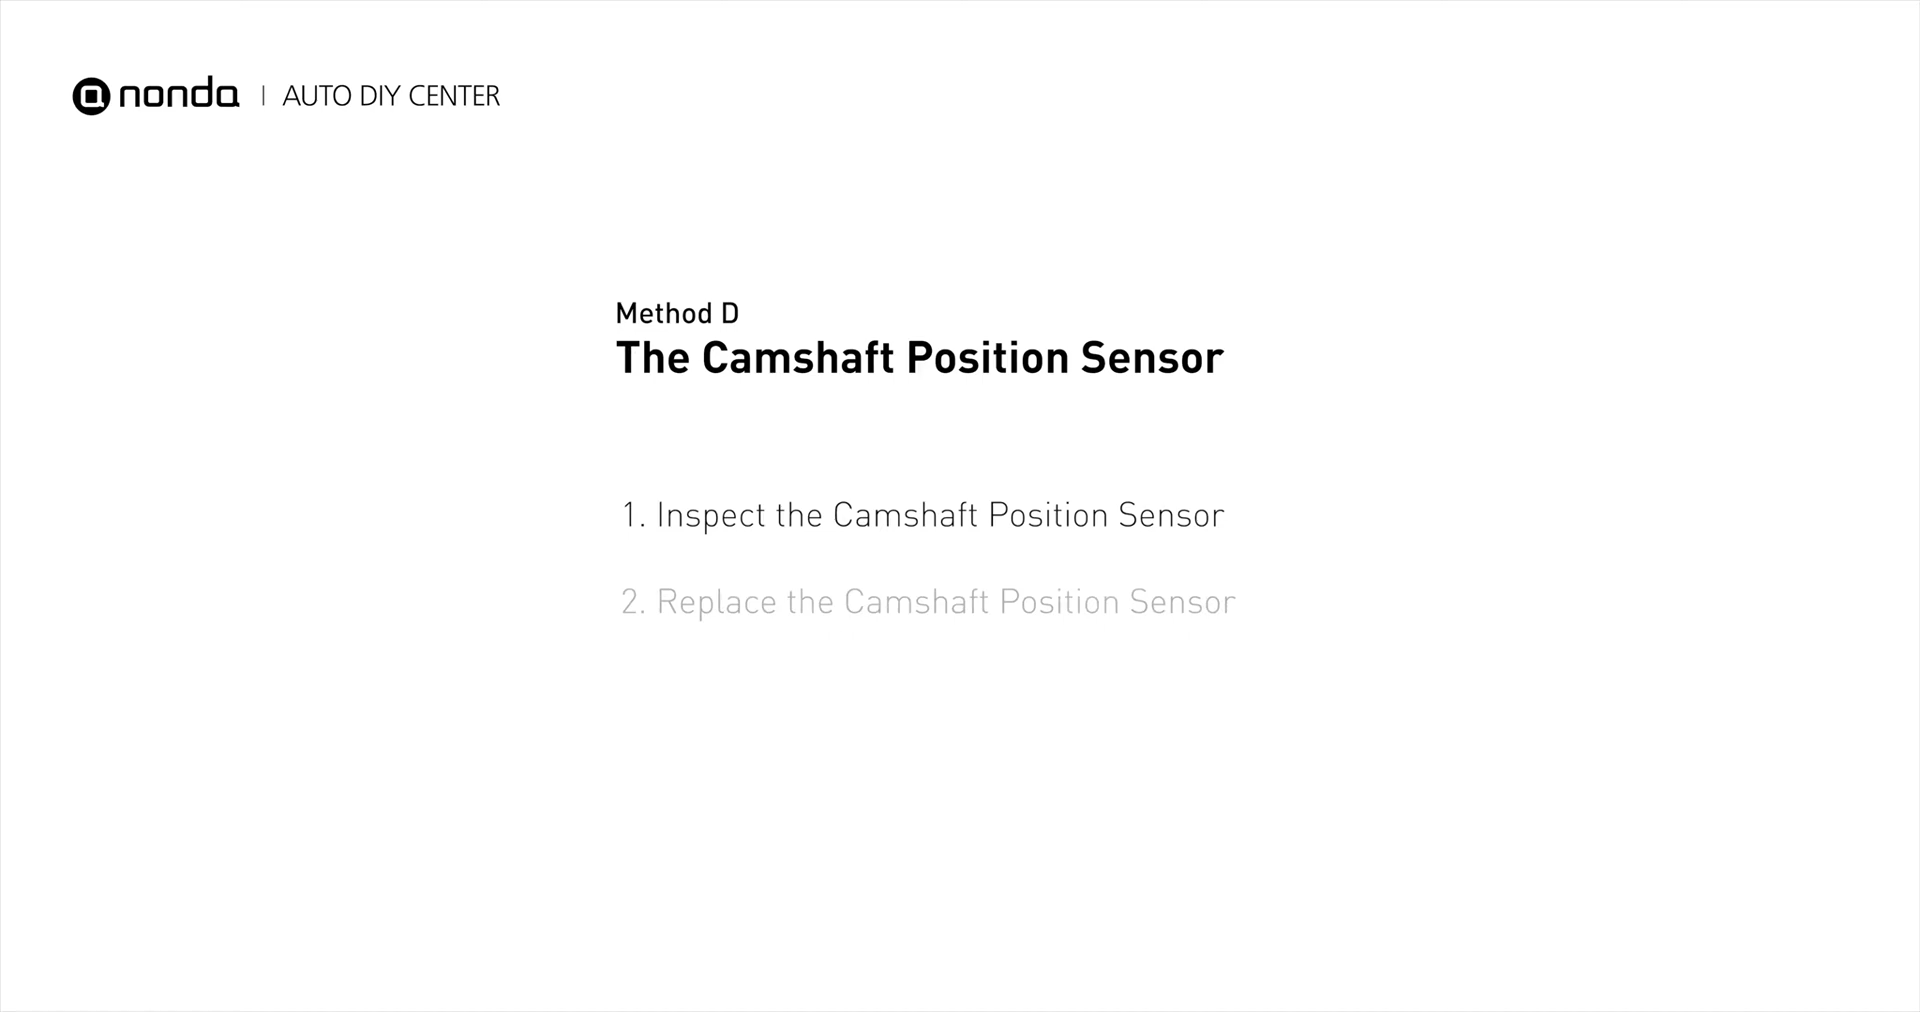 nonda | AUTO DIY CENTER
Method D
The Camshaft Position Sensor
1. Inspect the Camshaft Position Sensor
2. Replace the Camshaft Position Sensor